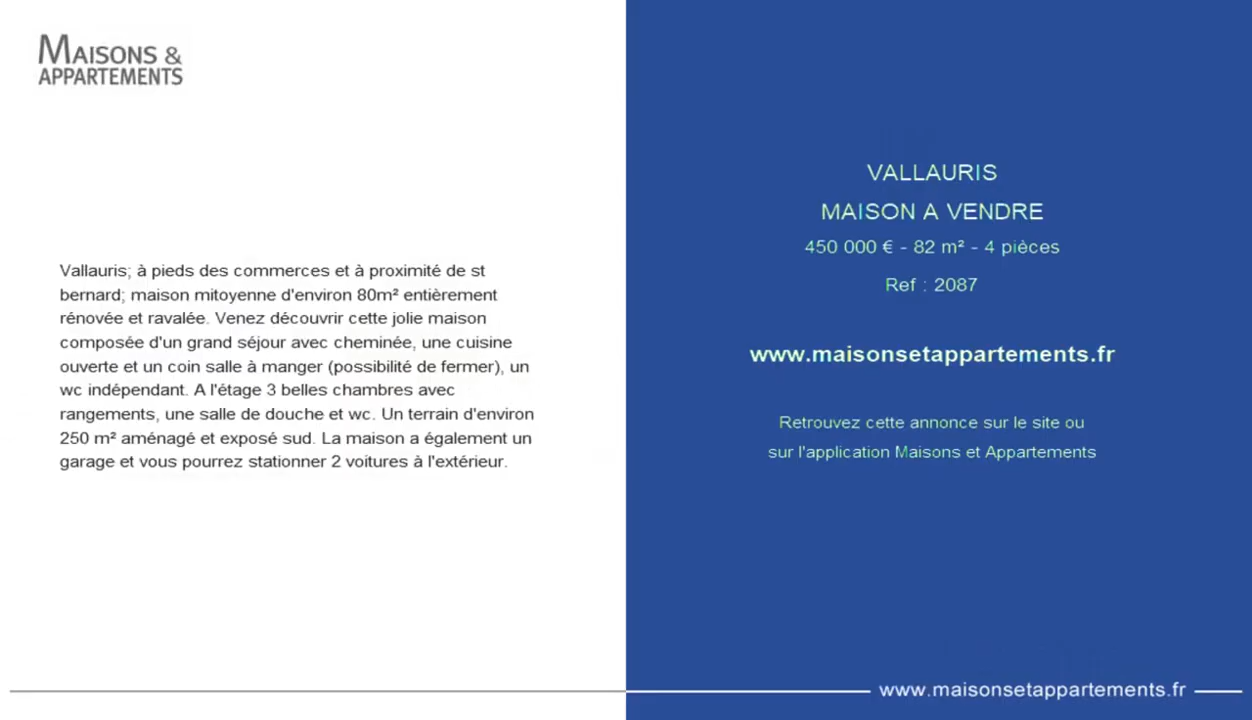 MAISONS &
APPARTEMENTS
Vallauris; à pieds des commerces et à proximité de st
bernard; maison mitoyenne d'environ 80m² entièrement
rénovée et ravalée. Venez découvrir cette jolie maison
composée d'un grand séjour avec cheminée, une cuisine
ouverte et un coin salle à manger (possibilité de fermer), un
wc indépendant. A l'étage 3 belles chambres avec
rangements, une salle de douche et wc. Un terrain d'environ
250 m² aménagé et exposé sud. La maison a également un
garage et vous pourrez stationner 2 voitures à l'extérieur.
VALLAURIS
MAISON A VENDRE
450 000 € - 82 m² - 4 pièces
Ref : 2087
www.maisonsetappartements.fr
Retrouvez cette annonce sur le site ou
sur l'application Maisons et Appartements
www.maisonsetappartements.fr